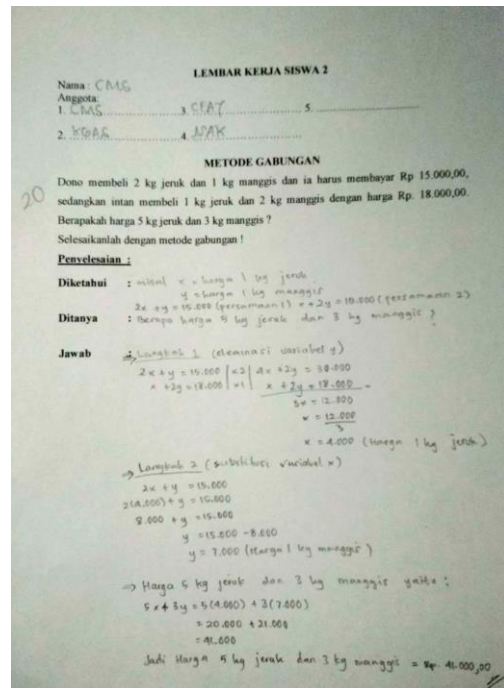 LEMBAR KERJA SISWA 2
Nama : CMS
Anggota:
1. CMS 3. 5.
2. KGAS 4. NAK
METODE GABUNGAN
20
Dono membeli 2 kg jeruk dan 1 kg manggis dan ia harus membayar Rp 15.000,00,
sedangkan intan membeli 1 kg jeruk dan 2 kg manggis dengan harga Rp. 18.000,00.
Berapakah harga 5 kg jeruk dan 3 kg manggis ?
Selesaikanlah dengan metode gabungan !
Penyelesaian :
Diketahui : misal x = harga 1 kg jeruk
y = harga 1 kg manggis
2x + y = 15.000 (persamaan 1) x + 2y = 18.000 (persamaan 2)
Ditanya : Berapa harga 5 kg jeruk dan 3 kg manggis ?
Jawab : Langkah 1 (eleminasi variabel y)
2x + y = 15.000 |x2| 4x + 2y = 30.000
x + 2y = 18.000 |x1| x + 2y = 18.000 -
3x = 12.000
x = 12.000
3
x = 4.000 (Harga 1 kg jeruk)
→ Langkah 2 (subtitusi variabel x)
2x + y = 15.000
2(4.000) + y = 15.000
8.000 + y = 15.000
y = 15.000 - 8.000
y = 7.000 (Harga 1 kg manggis)
→ Harga 5 kg jeruk dan 3 kg manggis yaitu :
5x + 3y = 5(4.000) + 3(7.000)
= 20.000 + 21.000
= 41.000
Jadi Harga 5 kg jeruk dan 3 kg manggis = Rp. 41.000,00